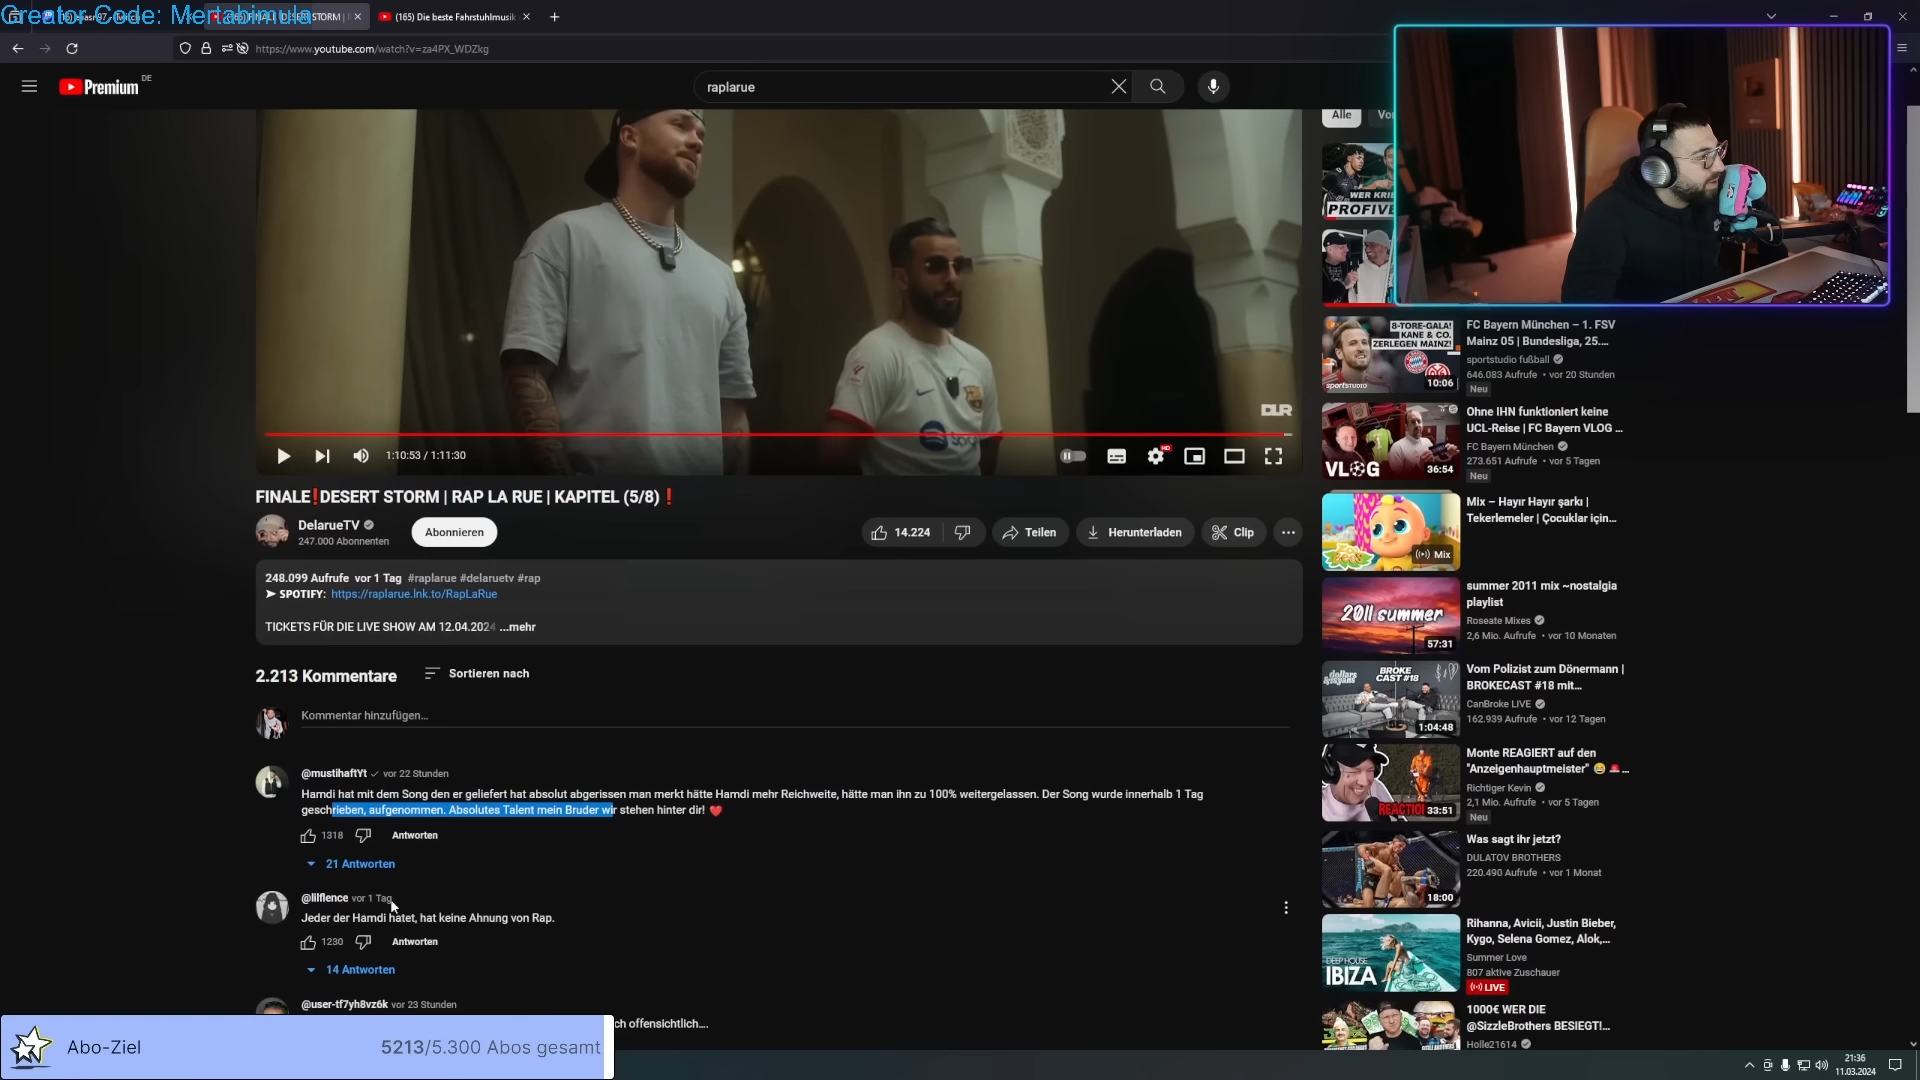 Creator Code: Mertabimula
(165) Die beste Fahrstuhlmusik
https://www.youtube.com/watch?v=za4PX_WDZkg
Premium DE
raplarue
Alle
WER KRIE
PROFIVE
DLR
1:10:53 / 1:11:30
HD
FINALE❗DESERT STORM | RAP LA RUE | KAPITEL (5/8) ❗
DelarueTV
247.000 Abonnenten
Abonnieren
14.224
Teilen
Herunterladen
Clip
248.099 Aufrufe vor 1 Tag #raplarue #delaruetv #rap
➤ SPOTIFY: https://raplarue.lnk.to/RapLaRue
TICKETS FÜR DIE LIVE SHOW AM 12.04.2024 ...mehr
2.213 Kommentare
Sortieren nach
Kommentar hinzufügen...
@mustihaftYt vor 22 Stunden
Hamdi hat mit dem Song den er geliefert hat absolut abgerissen man merkt hätte Hamdi mehr Reichweite, hätte man ihn zu 100% weitergelassen. Der Song wurde innerhalb 1 Tag
geschrieben, aufgenommen. Absolutes Talent mein Bruder wir stehen hinter dir! ❤️
1318
Antworten
21 Antworten
@lilflence vor 1 Tag
Jeder der Hamdi hatet, hat keine Ahnung von Rap.
1230
Antworten
14 Antworten
@user-tf7yh8vz6k vor 23 Stunden
ch offensichtlich....
Abo-Ziel
5213/5.300 Abos gesamt
8-TORE-GALA!
KANE & CO.
ZERLEGEN MAINZ!
sportstudio
10:06
FC Bayern München – 1. FSV
Mainz 05 | Bundesliga, 25....
sportstudio fußball
646.083 Aufrufe • vor 20 Stunden
Neu
VLOG
36:54
Ohne IHN funktioniert keine
UCL-Reise | FC Bayern VLOG ...
FC Bayern München
273.651 Aufrufe • vor 5 Tagen
Neu
Mix
Mix – Hayır Hayır şarkı |
Tekerlemeler | Çocuklar için...
2011 summer
57:31
summer 2011 mix ~nostalgia
playlist
Roseate Mixes
2,6 Mio. Aufrufe • vor 10 Monaten
BROKE
CAST #18
1:04:48
Vom Polizist zum Dönermann |
BROKECAST #18 mit...
CanBroke LIVE
162.939 Aufrufe • vor 12 Tagen
REACTION
33:51
Monte REAGIERT auf den
"Anzeigenhauptmeister" 😅 🚨...
Richtiger Kevin
2,1 Mio. Aufrufe • vor 5 Tagen
Neu
18:00
Was sagt ihr jetzt?
DULATOV BROTHERS
220.490 Aufrufe • vor 1 Monat
DEEP HOUSE
IBIZA
Rihanna, Avicii, Justin Bieber,
Kygo, Selena Gomez, Alok,...
Summer Love
807 aktive Zuschauer
LIVE
1000€ WER DIE
@SizzleBrothers BESIEGT!...
Holle21614
21:36
11.03.2024